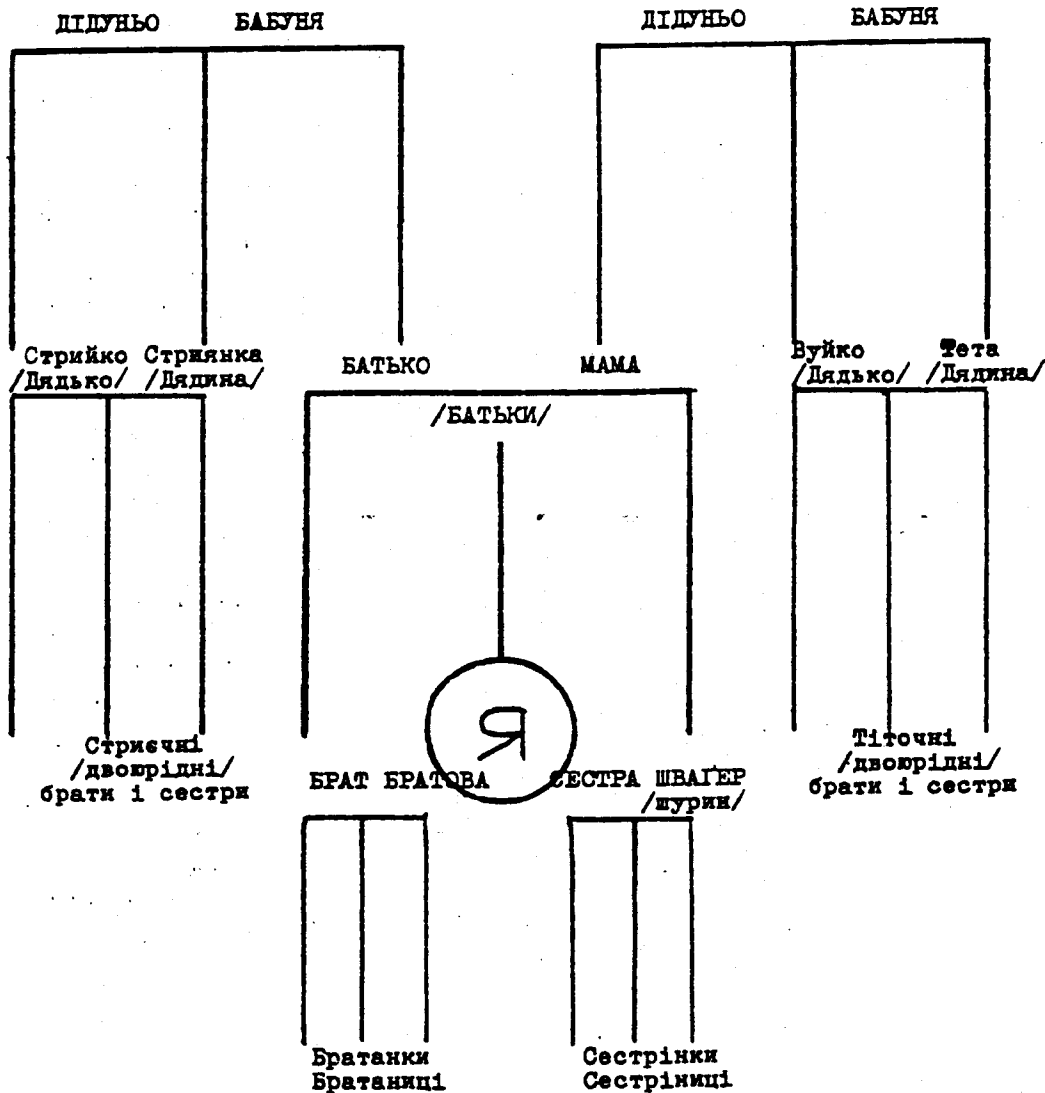 ДІДУНЬО БАБУНЯ ДІДУНЬО БАБУНЯ
Стрийко Стриянка
/Дядько/ /Дядина/
БАТЬКО МАМА
/БАТЬКИ/
Вуйко Тета
/Дядько/ /Дядина/
Я
Стриєчні
/двоюрідні/
брати і сестри
БРАТ БРАТОВА СЕСТРА ШВАҐЕР
/шурин/
Тіточні
/двоюрідні/
брати і сестри
Братанки
Братаниці
Сестрінки
Сестріниці